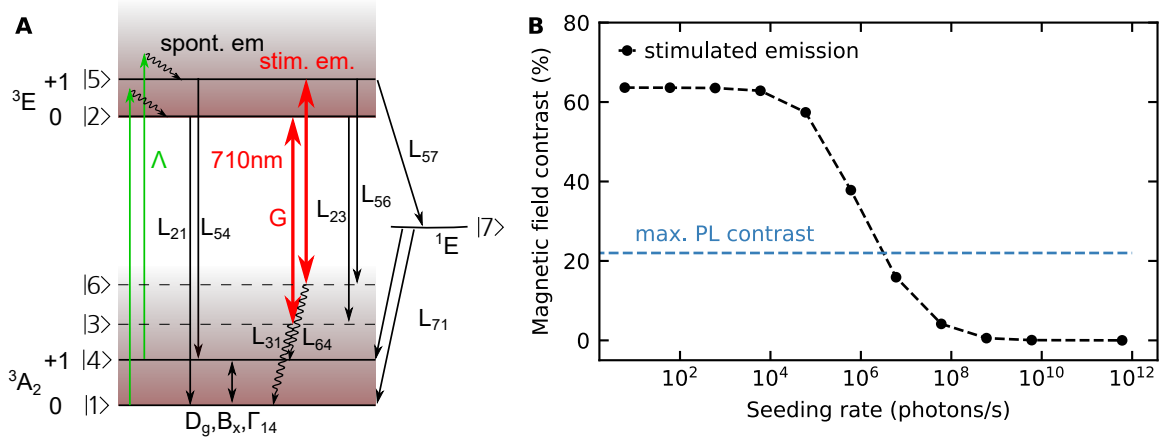 A
spont. em
stim. em.
+1 |5⟩
³E
0 |2⟩
Λ
710nm
G
L₂₁ L₅₄
L₂₃ L₅₆
L₅₇
|7⟩
¹E
L₇₁
|6⟩
|3⟩
L₃₁ L₆₄
+1 |4⟩
³A₂
0 |1⟩
D_g,Bₓ,Γ₁₄
B
Magnetic field contrast (%)
80
60
40
20
0
stimulated emission
max. PL contrast
10² 10⁴ 10⁶ 10⁸ 10¹⁰ 10¹²
Seeding rate (photons/s)